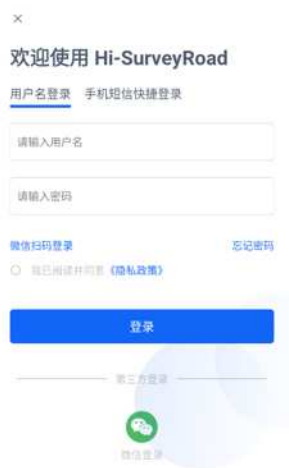 ×
欢迎使用 Hi-SurveyRoad
用户名登录 手机短信快捷登录
请输入用户名
请输入密码
微信扫码登录 忘记密码
我已阅读并同意《隐私政策》
登录
第三方登录
微信登录